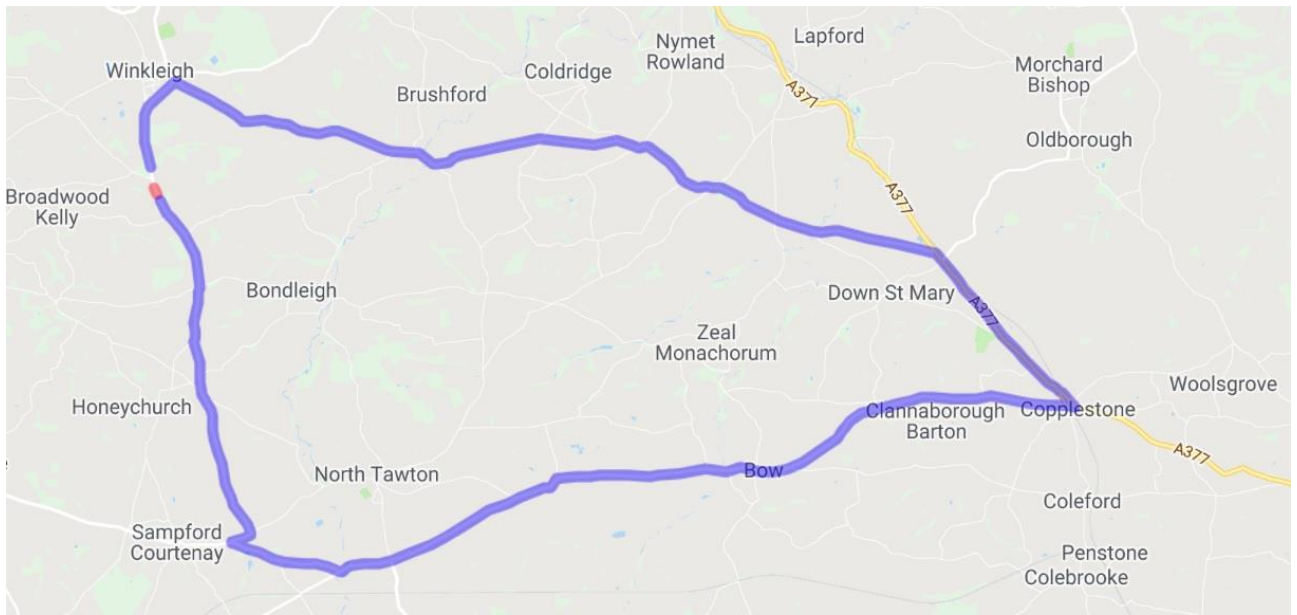 Lapford
Nymet
Rowland
Winkleigh
Coldridge
Morchard
Bishop
Brushford
A377
Oldborough
Broadwood
Kelly
A377
Bondleigh
Down St Mary
A377
Zeal
Monachorum
Woolsgrove
Honeychurch
Clannaborough
Barton
Copplestone
A377
North Tawton
Bow
Coleford
Sampford
Courtenay
Penstone
Colebrooke